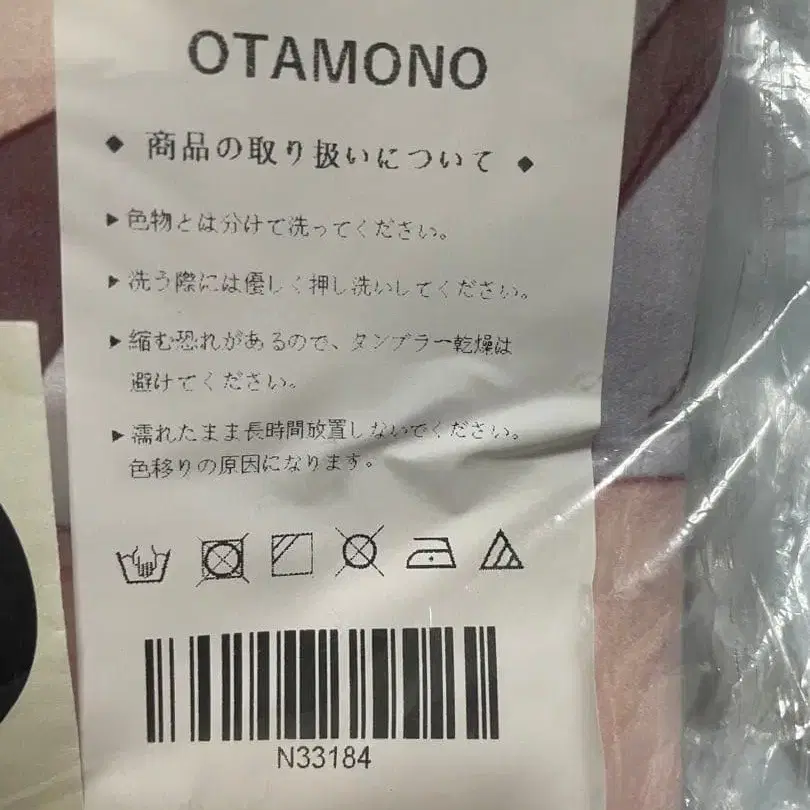 OTAMONO
◆ 商品の取り扱いについて ◆
▶色物とは分けて洗ってください。
▶洗う際には優しく押し洗いしてください。
▶縮む恐れがあるので、タンブラー乾燥は
避けてください。
▶濡れたまま長時間放置しないでください。
色移りの原因になります。
N33184